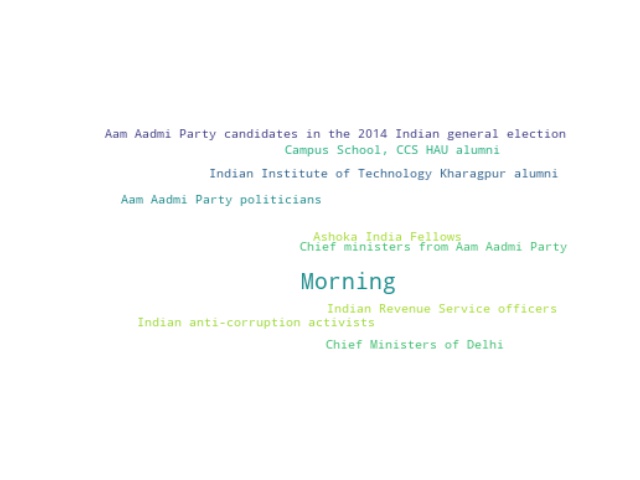 Aam Aadmi Party candidates in the 2014 Indian general election
Campus School, CCS HAU alumni
Indian Institute of Technology Kharagpur alumni
Aam Aadmi Party politicians
Ashoka India Fellows
Chief ministers from Aam Aadmi Party
Morning
Indian Revenue Service officers
Indian anti-corruption activists
Chief Ministers of Delhi